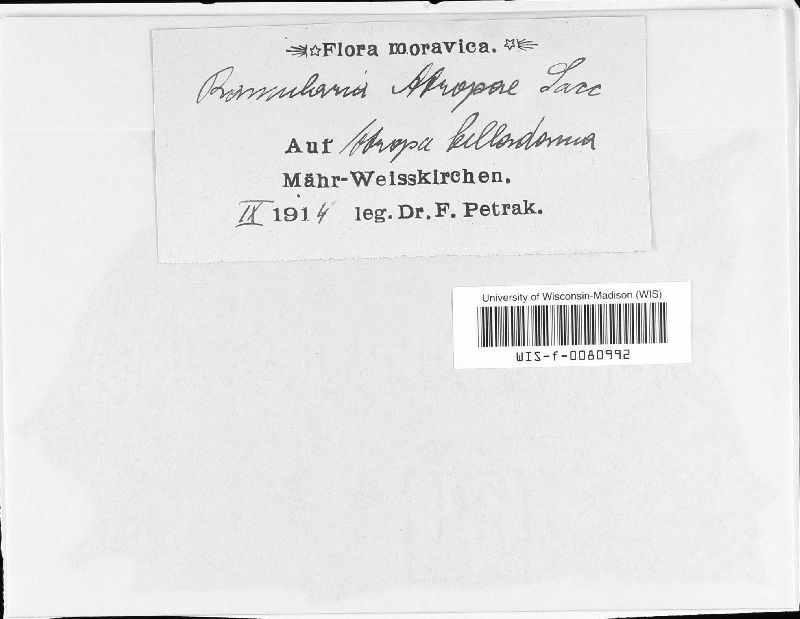 Flora moravica.
Ramularia Atropae Sacc
Auf Atropa belladonna
Mähr-Weisskirchen.
IX 1914 leg. Dr. F. Petrak.
University of Wisconsin-Madison (WIS)
WIS-f-0080992